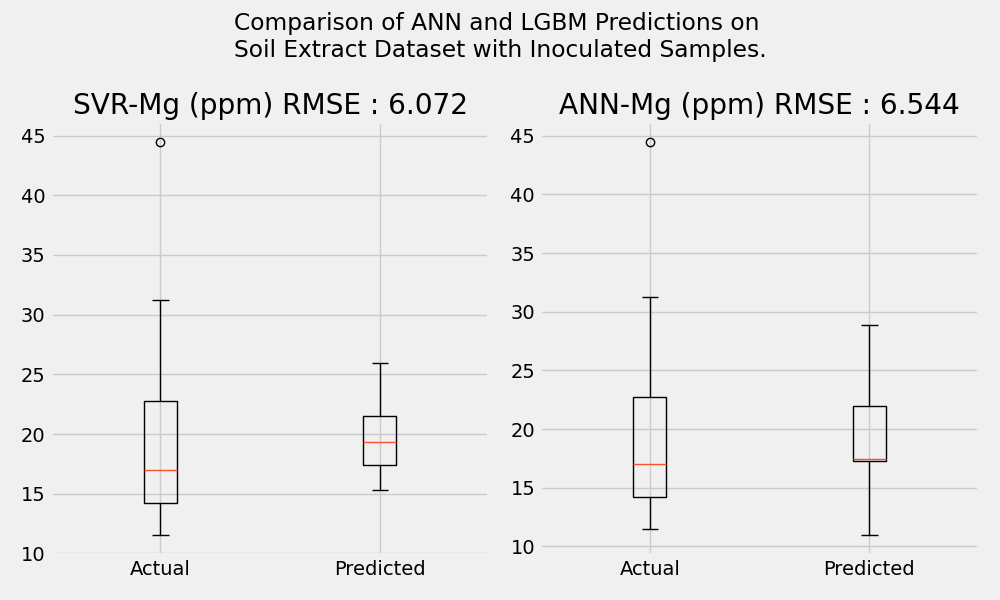 Comparison of ANN and LGBM Predictions on
Soil Extract Dataset with Inoculated Samples.
SVR-Mg (ppm) RMSE : 6.072
45
40
35
30
25
20
15
10
Actual Predicted
ANN-Mg (ppm) RMSE : 6.544
45
40
35
30
25
20
15
10
Actual Predicted